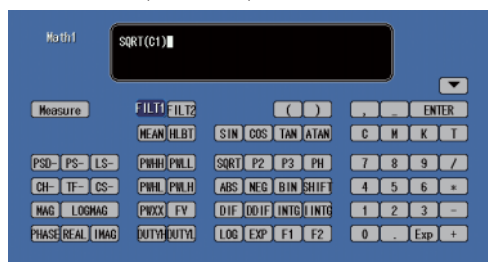 Math1
SQRT(C1)
Measure FILT1 FILT2 ( ) , _ ENTER
MEAN HLBT SIN COS TAN ATAN C M K T
PSD- PS- LS- PWHH PWLL SQRT P2 P3 PH 7 8 9 /
CH- TF- CS- PWHL PWLH ABS NEG BIN SHIFT 4 5 6 *
MAG LOGMAG PWXX FV DIF DDIF INTG IINTG 1 2 3 -
PHASE REAL IMAG DUTYH DUTYL LOG EXP F1 F2 0 . Exp +